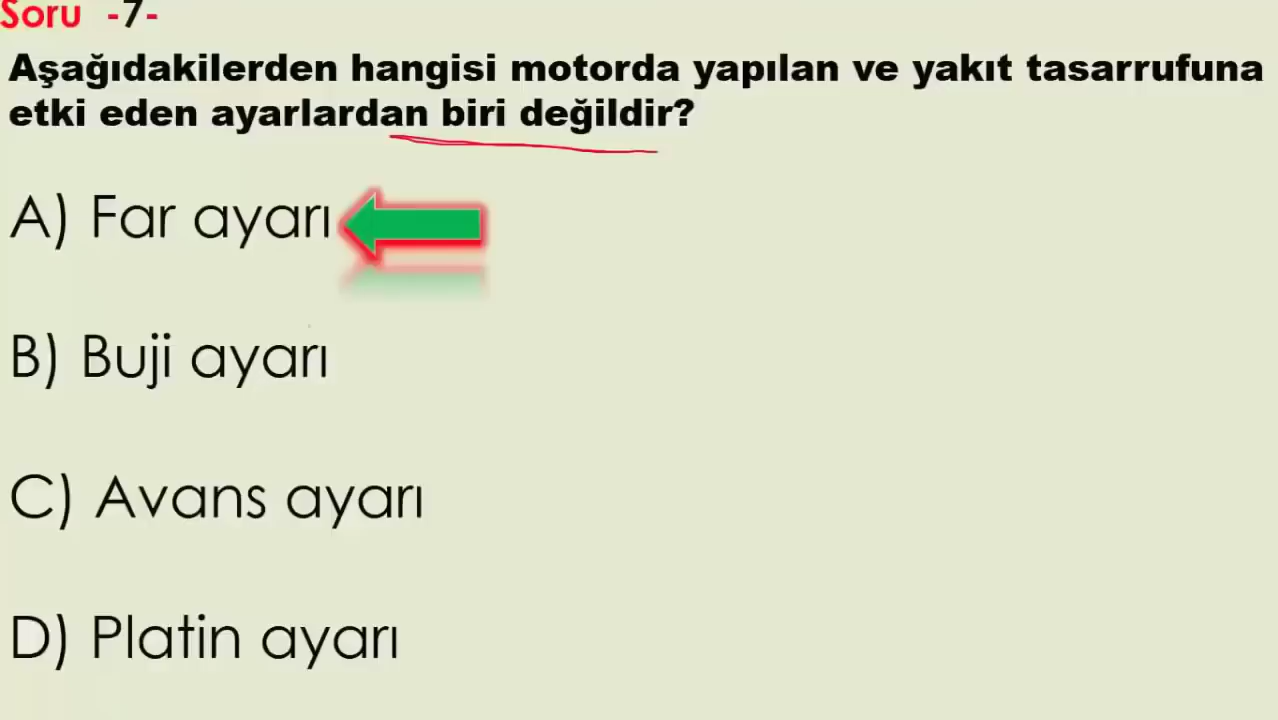 Soru -7-
Aşağıdakilerden hangisi motorda yapılan ve yakıt tasarrufuna
etki eden ayarlardan biri değildir?
A) Far ayarı
B) Buji ayarı
C) Avans ayarı
D) Platin ayarı